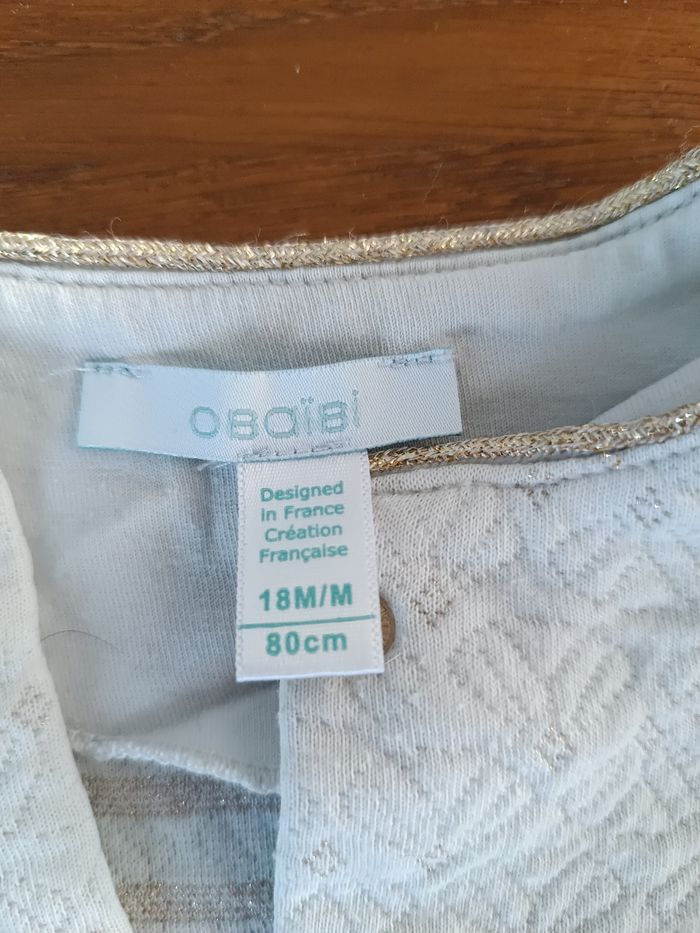 obaïbi
Designed
in France
Création
Française
18M/M
80cm